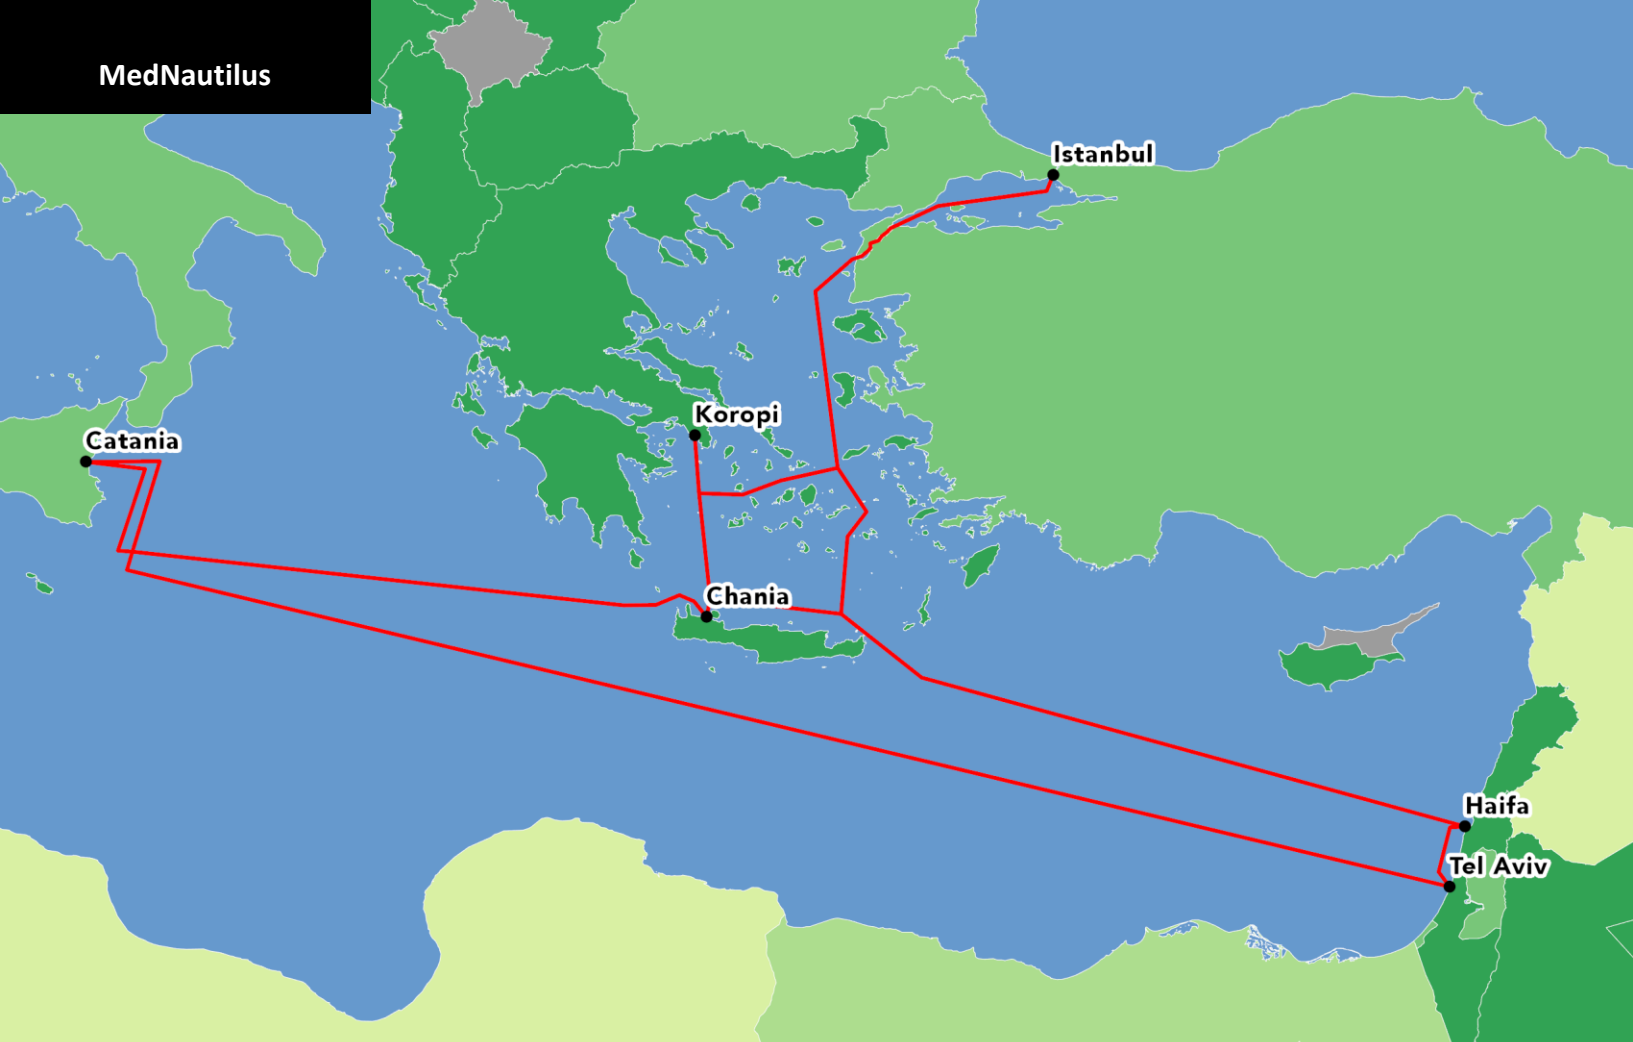 MedNautilus
Istanbul
Koropi
Catania
Chania
Haifa
Tel Aviv